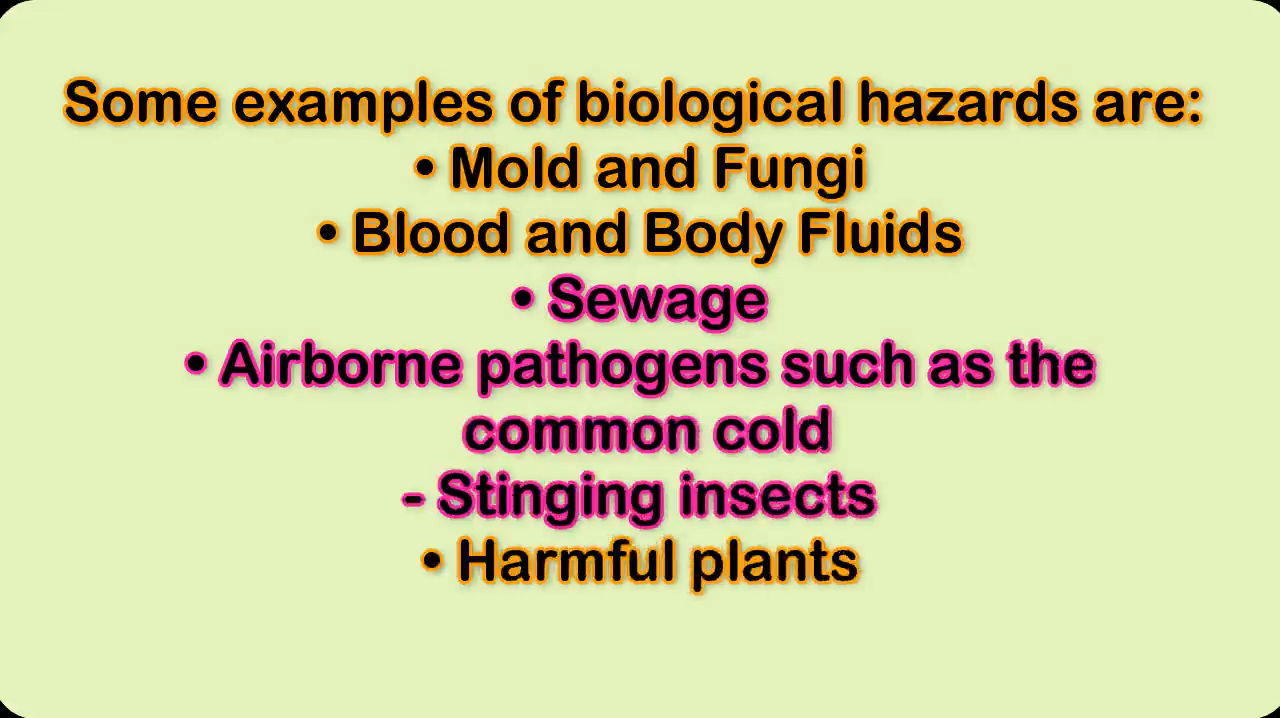 Some examples of biological hazards are:
• Mold and Fungi
• Blood and Body Fluids
• Sewage
• Airborne pathogens such as the
common cold
- Stinging insects
• Harmful plants